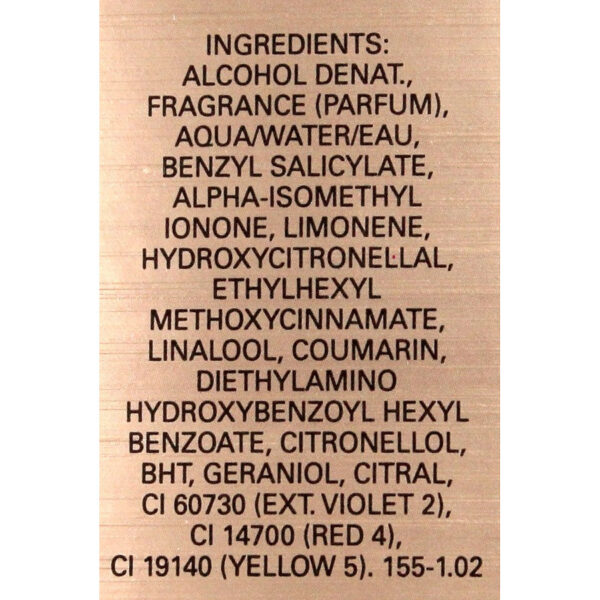 INGREDIENTS:
ALCOHOL DENAT.,
FRAGRANCE (PARFUM),
AQUA/WATER/EAU,
BENZYL SALICYLATE,
ALPHA-ISOMETHYL
IONONE, LIMONENE,
HYDROXYCITRONELLAL,
ETHYLHEXYL
METHOXYCINNAMATE,
LINALOOL, COUMARIN,
DIETHYLAMINO
HYDROXYBENZOYL HEXYL
BENZOATE, CITRONELLOL,
BHT, GERANIOL, CITRAL,
CI 60730 (EXT. VIOLET 2),
CI 14700 (RED 4),
CI 19140 (YELLOW 5). 155-1.02